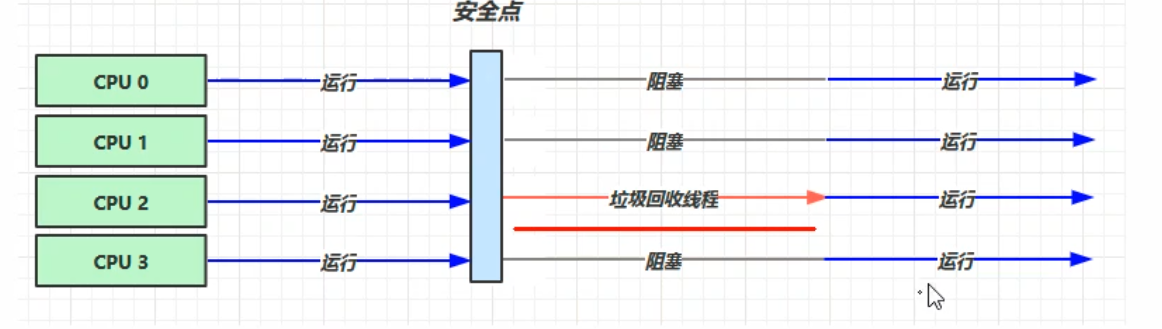 安全点
CPU 0 运行 阻塞 运行
CPU 1 运行 阻塞 运行
CPU 2 运行 垃圾回收线程 运行
CPU 3 运行 阻塞 运行